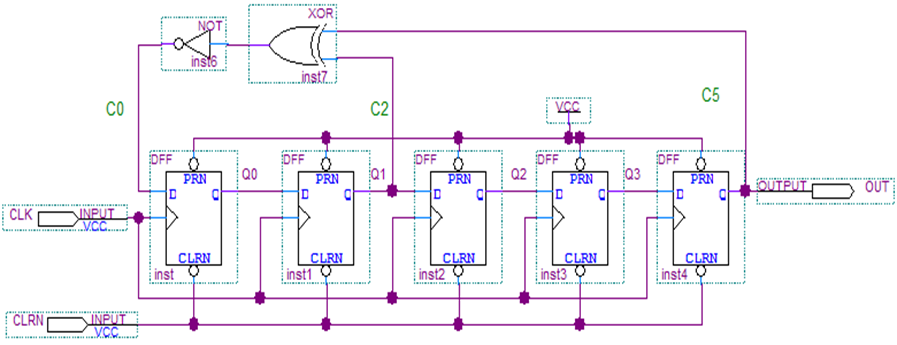 NOT
XOR
inst6
inst7
C0
C2
C5
VCC
DFF
DFF
DFF
DFF
DFF
PRN
PRN
PRN
PRN
PRN
D
Q
Q0
D
Q
Q1
D
Q
Q2
D
Q
Q3
D
Q
CLK
INPUT
VCC
OUTPUT
OUT
CLRN
CLRN
CLRN
CLRN
CLRN
inst
inst1
inst2
inst3
inst4
CLRN
INPUT
VCC